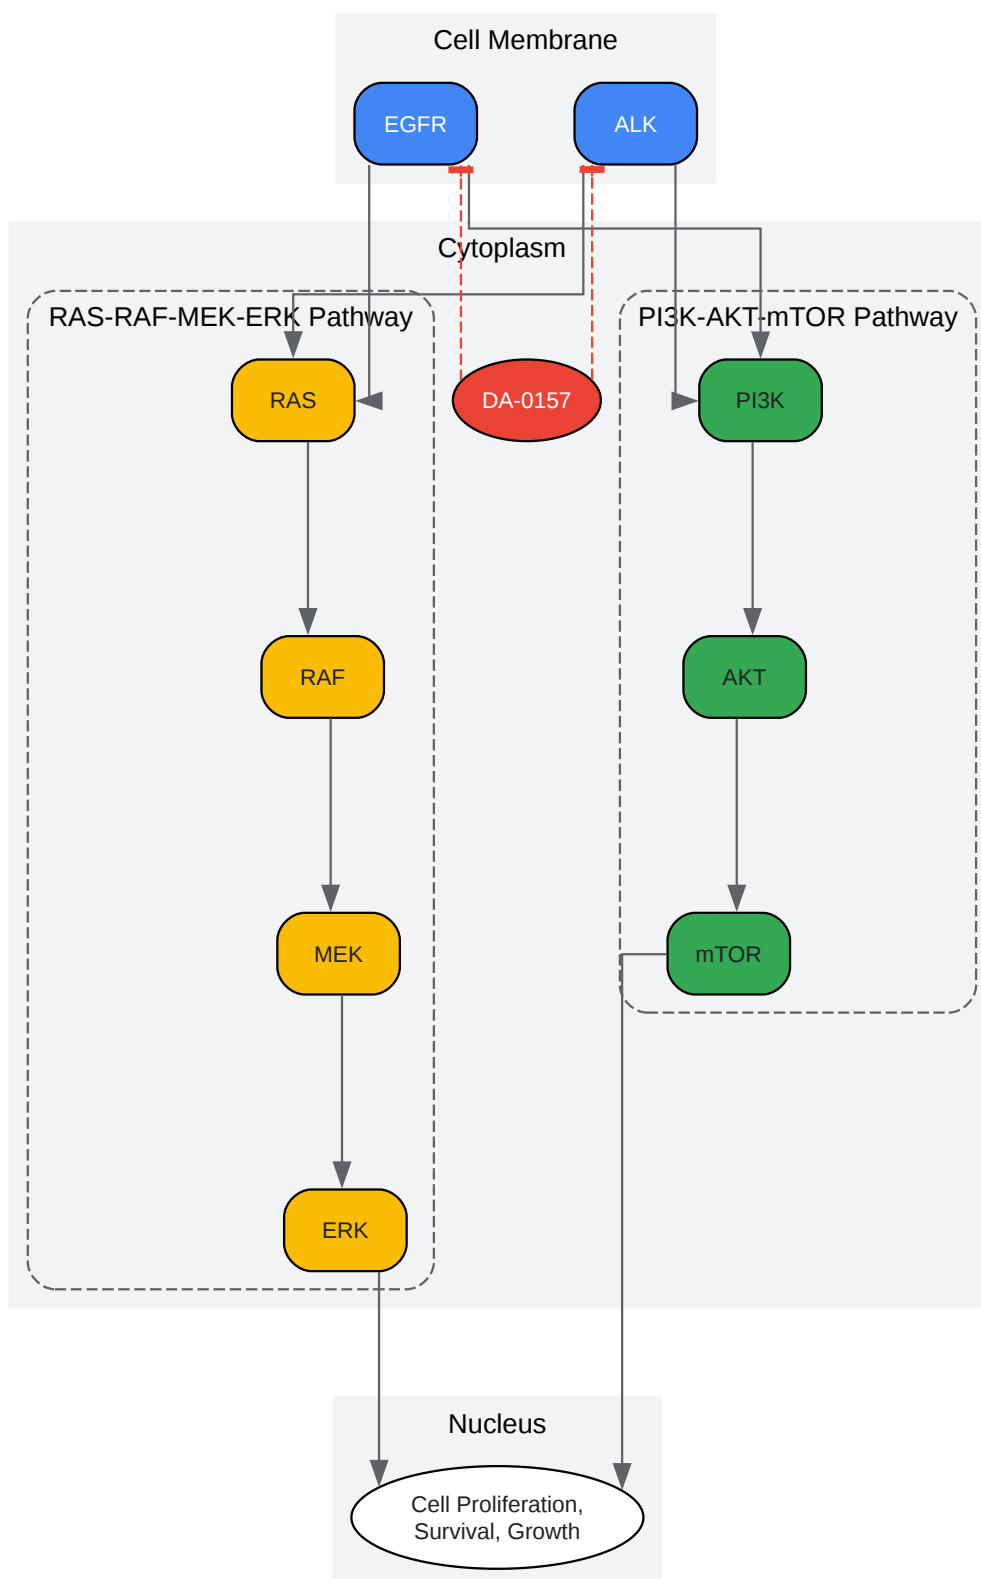 Cell Membrane
EGFR
ALK
Cytoplasm
RAS-RAF-MEK-ERK Pathway
PI3K-AKT-mTOR Pathway
RAS
DA-0157
PI3K
RAF
AKT
MEK
mTOR
ERK
Nucleus
Cell Proliferation,
Survival, Growth